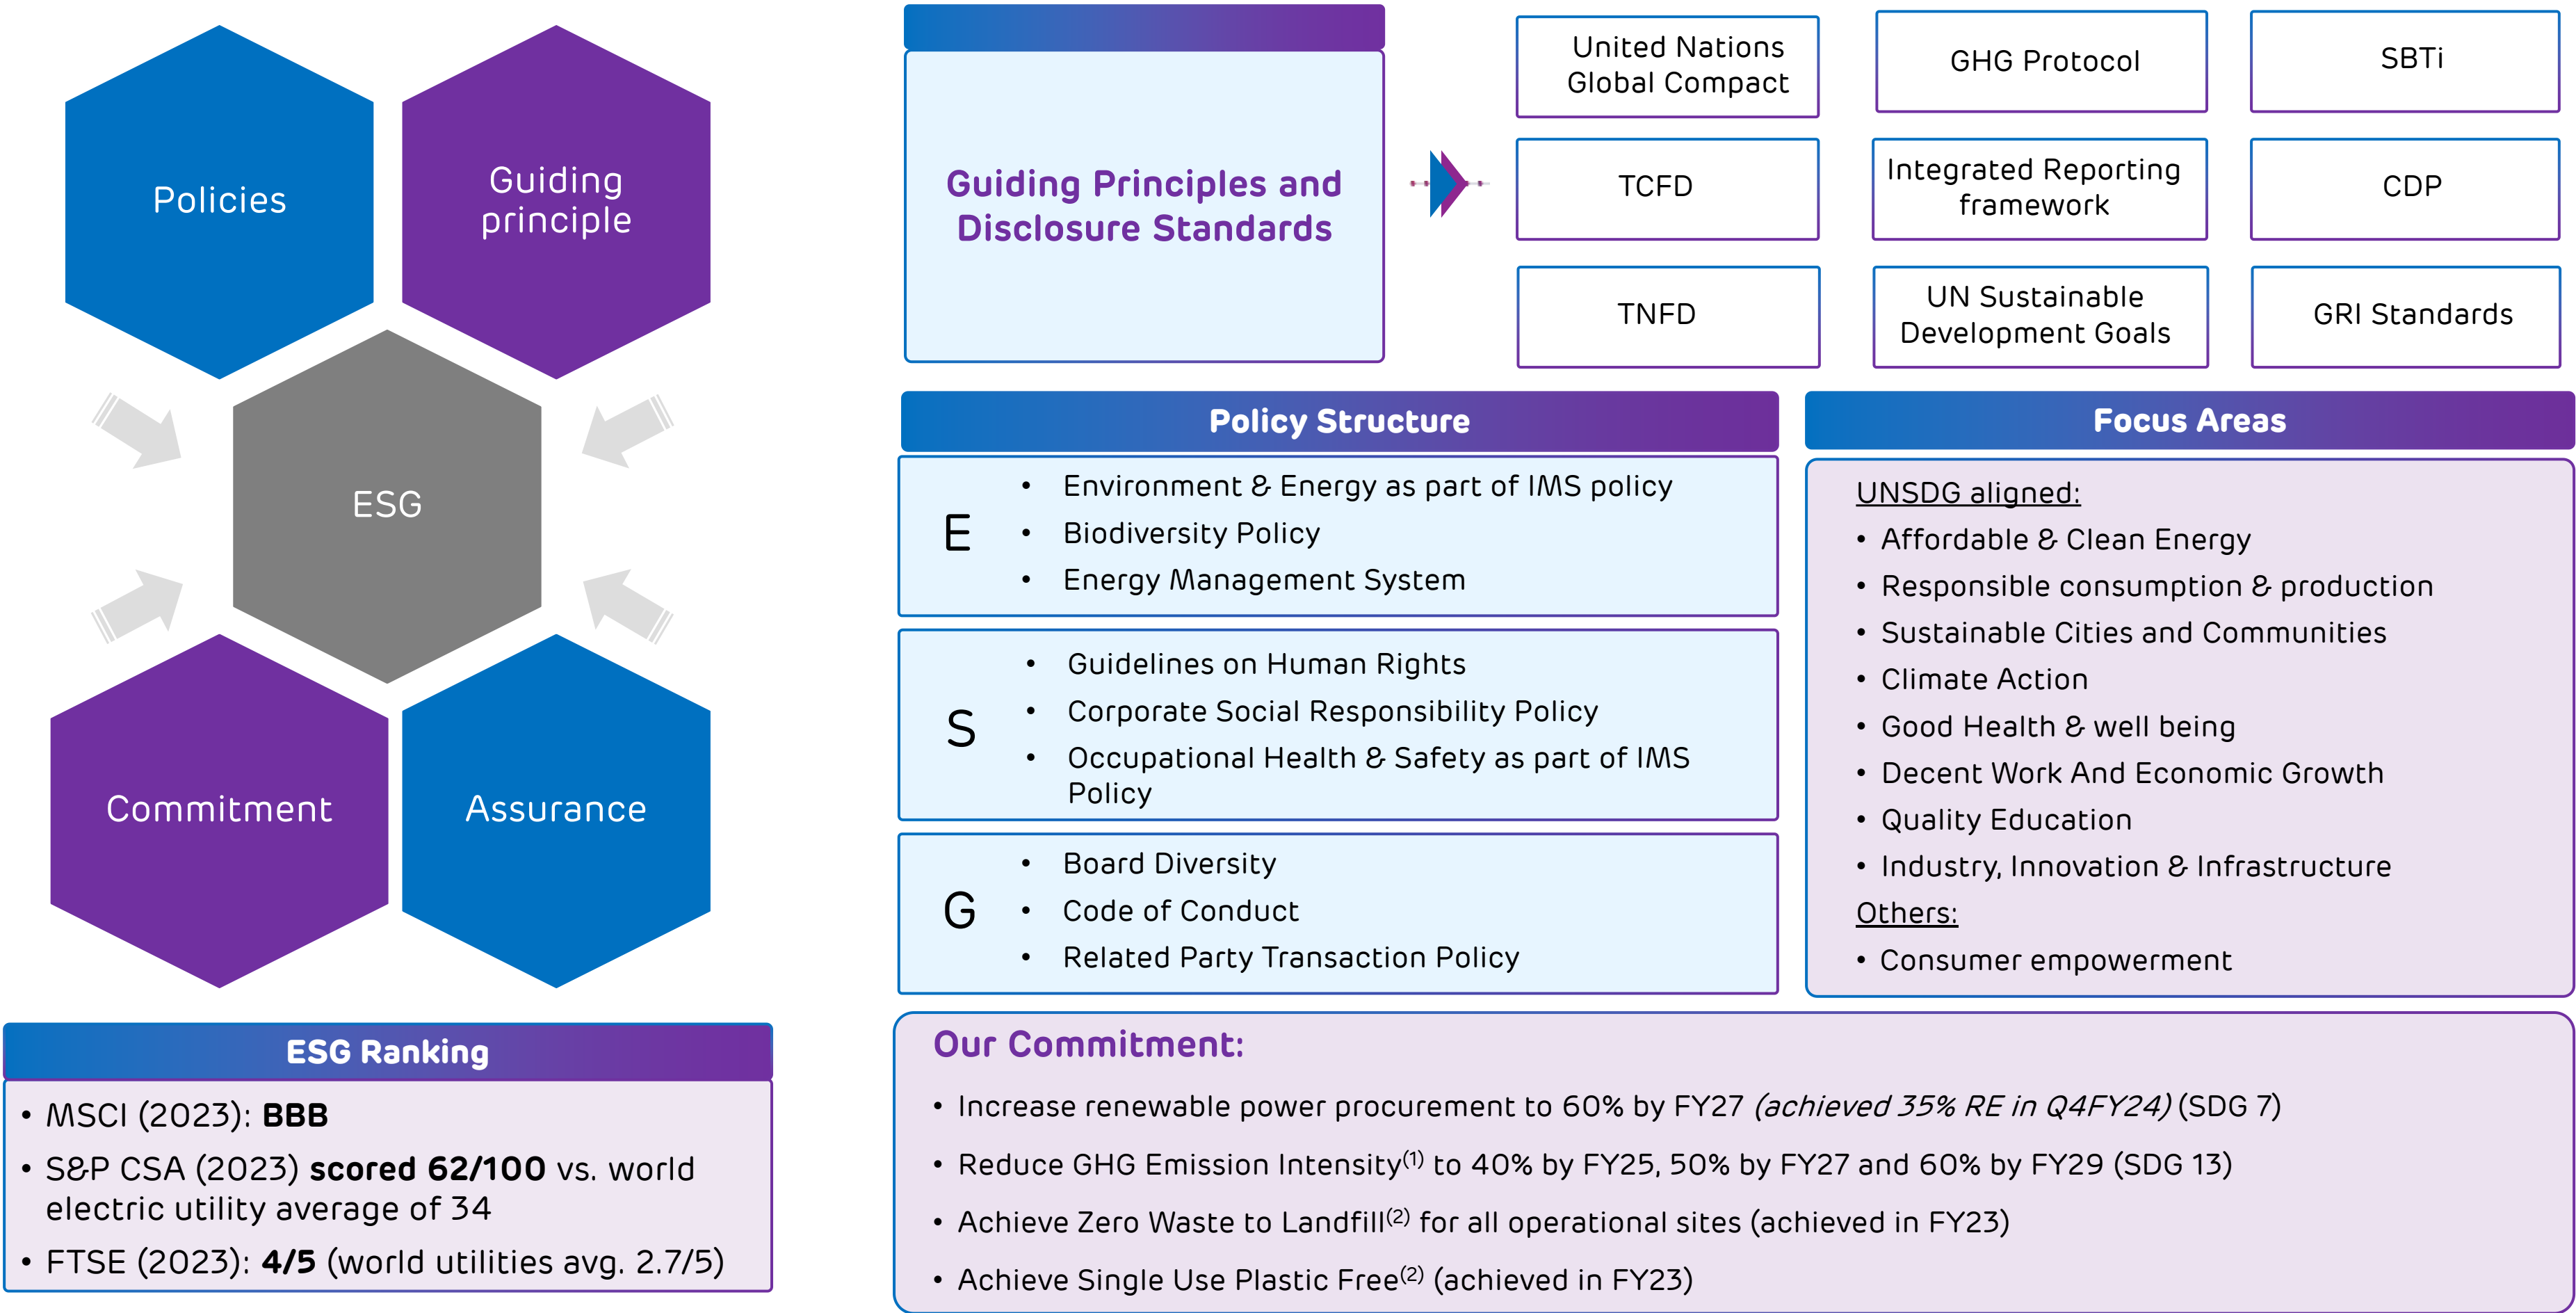 Policies
Guiding
principle
ESG
Commitment
Assurance
ESG Ranking
• MSCI (2023): BBB
• S&P CSA (2023) scored 62/100 vs. world
electric utility average of 34
• FTSE (2023): 4/5 (world utilities avg. 2.7/5)
Guiding Principles and
Disclosure Standards
United Nations
Global Compact
GHG Protocol
SBTi
TCFD
Integrated Reporting
framework
CDP
TNFD
UN Sustainable
Development Goals
GRI Standards
Policy Structure
E
• Environment & Energy as part of IMS policy
• Biodiversity Policy
• Energy Management System
S
• Guidelines on Human Rights
• Corporate Social Responsibility Policy
• Occupational Health & Safety as part of IMS
Policy
G
• Board Diversity
• Code of Conduct
• Related Party Transaction Policy
Focus Areas
UNSDG aligned:
• Affordable & Clean Energy
• Responsible consumption & production
• Sustainable Cities and Communities
• Climate Action
• Good Health & well being
• Decent Work And Economic Growth
• Quality Education
• Industry, Innovation & Infrastructure
Others:
• Consumer empowerment
Our Commitment:
• Increase renewable power procurement to 60% by FY27 (achieved 35% RE in Q4FY24) (SDG 7)
• Reduce GHG Emission Intensity(1) to 40% by FY25, 50% by FY27 and 60% by FY29 (SDG 13)
• Achieve Zero Waste to Landfill(2) for all operational sites (achieved in FY23)
• Achieve Single Use Plastic Free(2) (achieved in FY23)